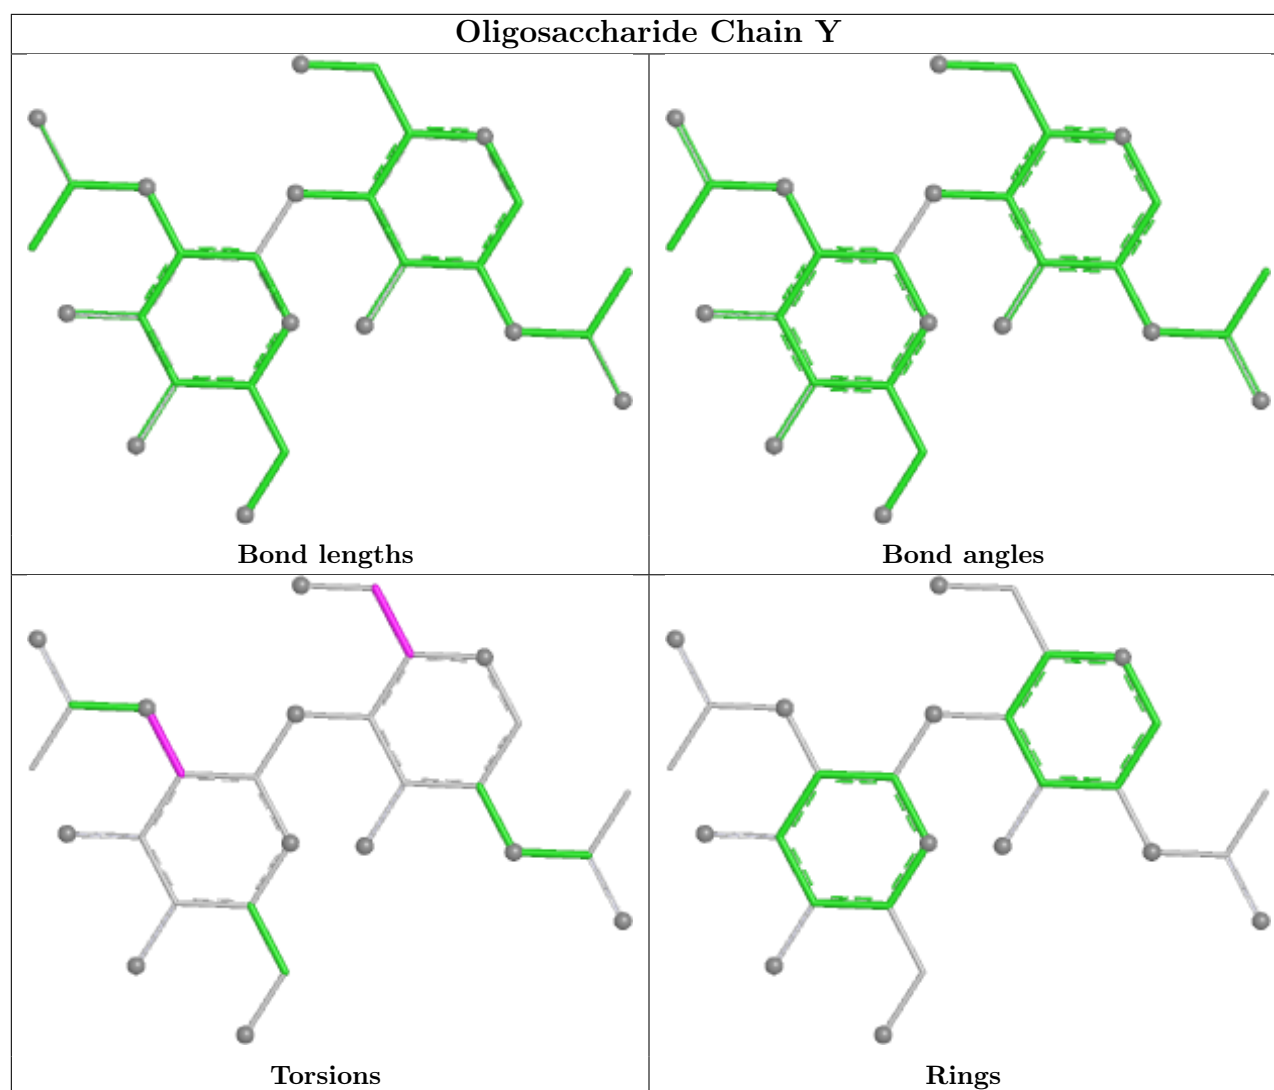 Oligosaccharide Chain Y
Bond lengths
Bond angles
Torsions
Rings